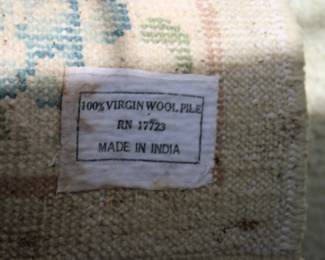 100% VIRGIN WOOL PILE
RN 17723
MADE IN INDIA